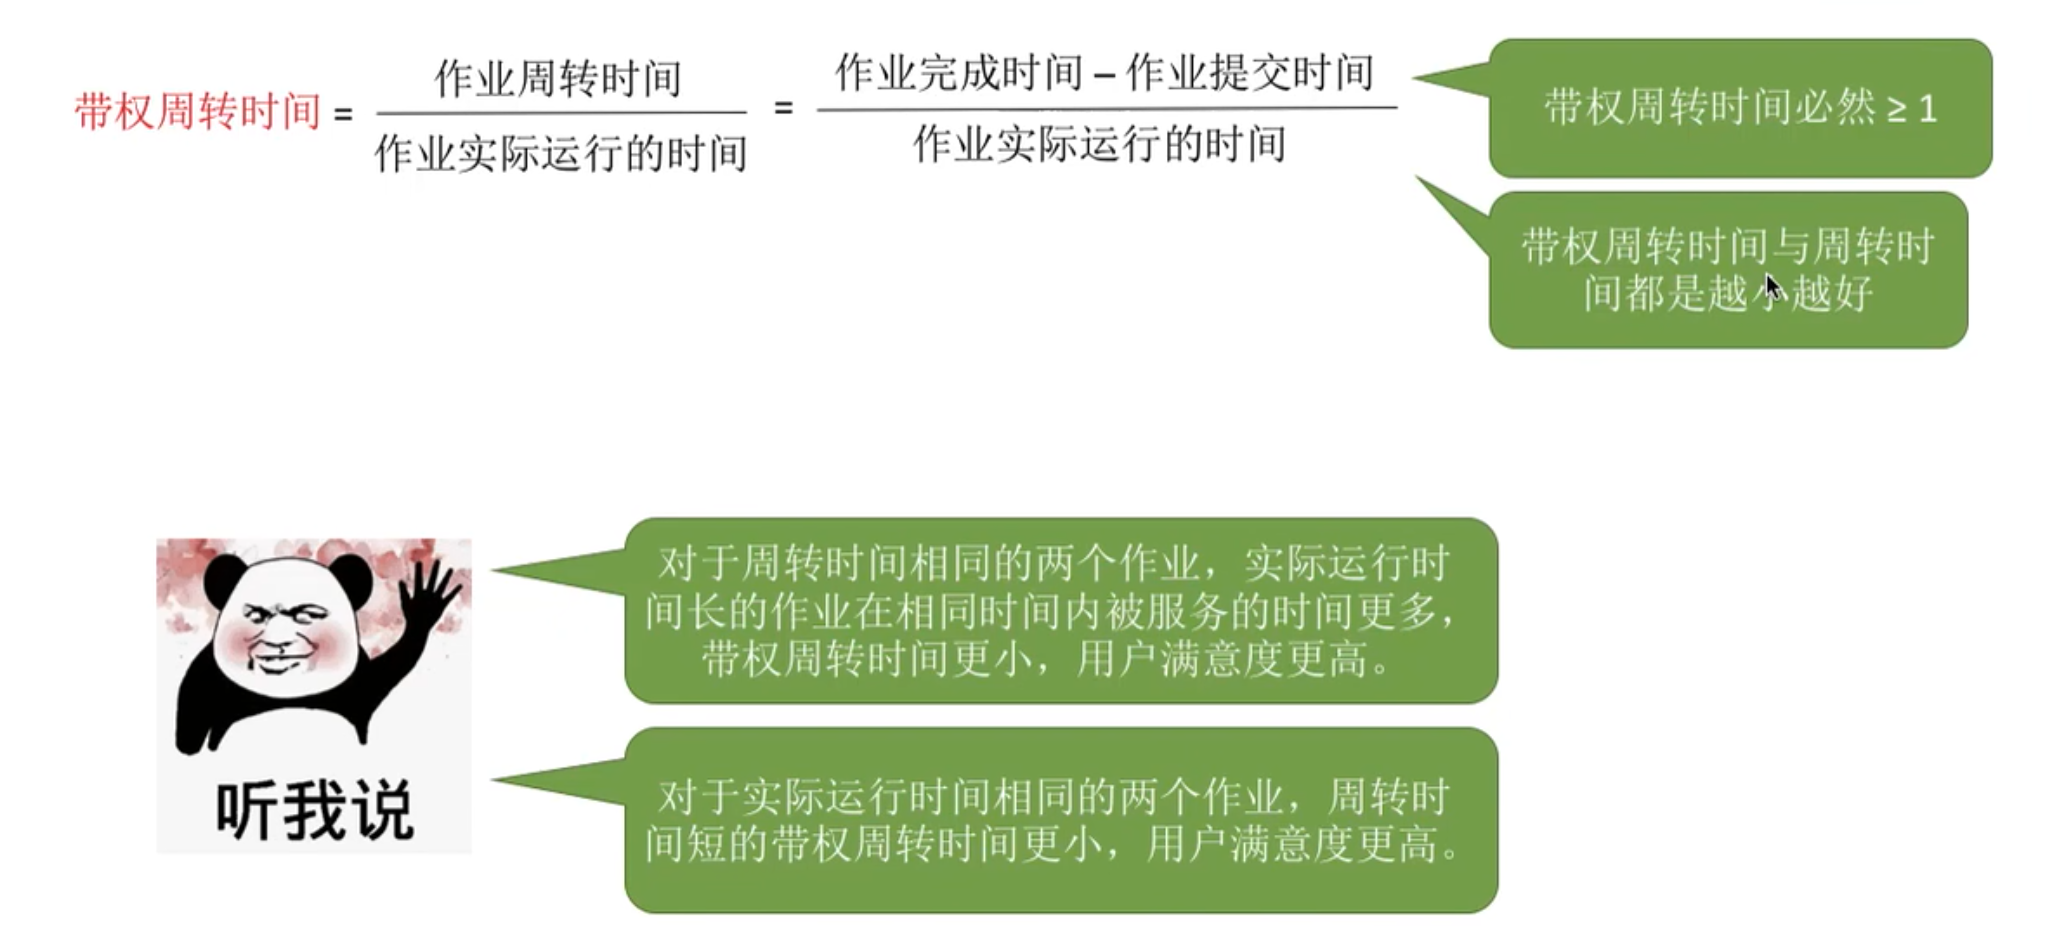 带权周转时间 = 作业周转时间 / 作业实际运行的时间 = 作业完成时间 – 作业提交时间 / 作业实际运行的时间
带权周转时间必然 ≥ 1
带权周转时间与周转时
间都是越小越好
对于周转时间相同的两个作业，实际运行时
间长的作业在相同时间内被服务的时间更多，
带权周转时间更小，用户满意度更高。
听我说
对于实际运行时间相同的两个作业，周转时
间短的带权周转时间更小，用户满意度更高。